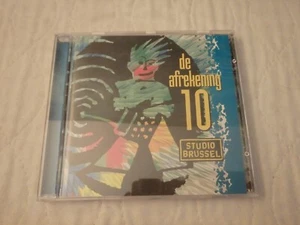 de
afrekening
10
STUDIO
BRUSSEL